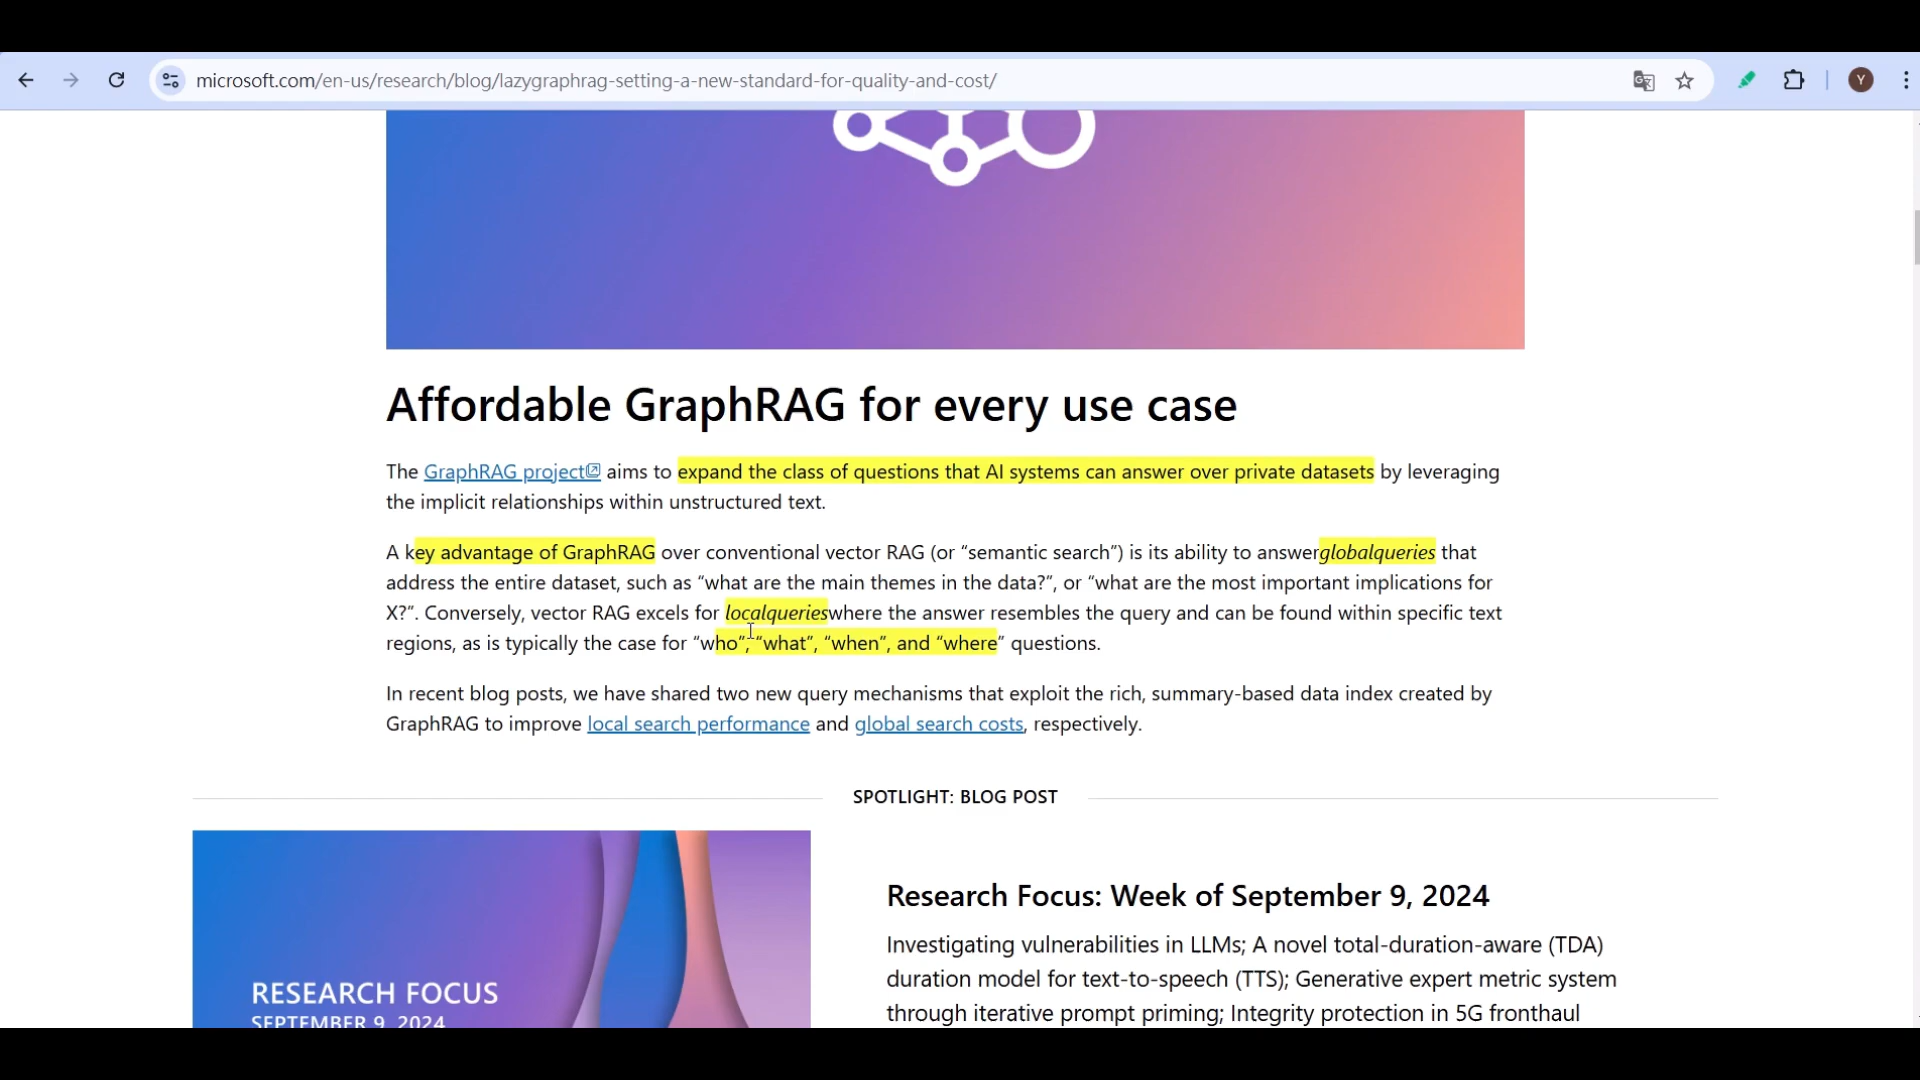 microsoft.com/en-us/research/blog/lazygraphrag-setting-a-new-standard-for-quality-and-cost/
Y
Affordable GraphRAG for every use case
The GraphRAG project aims to expand the class of questions that AI systems can answer over private datasets by leveraging
the implicit relationships within unstructured text.
A key advantage of GraphRAG over conventional vector RAG (or “semantic search”) is its ability to answerglobalqueries that
address the entire dataset, such as “what are the main themes in the data?”, or “what are the most important implications for
X?”. Conversely, vector RAG excels for localquerieswhere the answer resembles the query and can be found within specific text
regions, as is typically the case for “who”, “what”, “when”, and “where” questions.
In recent blog posts, we have shared two new query mechanisms that exploit the rich, summary-based data index created by
GraphRAG to improve local search performance and global search costs, respectively.
SPOTLIGHT: BLOG POST
RESEARCH FOCUS
SEPTEMBER 9, 2024
Research Focus: Week of September 9, 2024
Investigating vulnerabilities in LLMs; A novel total-duration-aware (TDA)
duration model for text-to-speech (TTS); Generative expert metric system
through iterative prompt priming; Integrity protection in 5G fronthaul